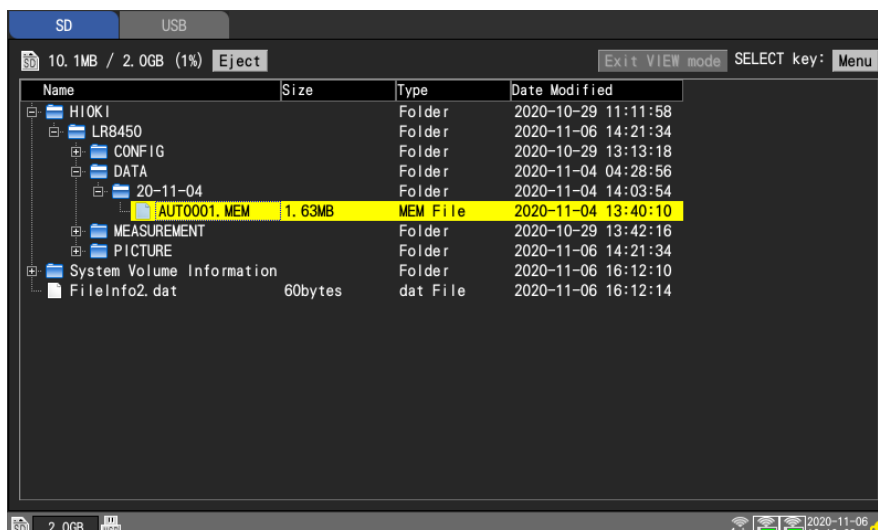 SD USB
10.1MB / 2.0GB (1%) Eject Exit VIEW mode SELECT key: Menu
Name Size Type Date Modified
HIOKI Folder 2020-10-29 11:11:58
LR8450 Folder 2020-11-06 14:21:34
CONFIG Folder 2020-10-29 13:13:18
DATA Folder 2020-11-04 04:28:56
20-11-04 Folder 2020-11-04 14:03:54
AUTO001.MEM 1.63MB MEM File 2020-11-04 13:40:10
MEASUREMENT Folder 2020-10-29 13:42:16
PICTURE Folder 2020-11-06 14:21:34
System Volume Information Folder 2020-11-06 16:12:10
FileInfo2.dat 60bytes dat File 2020-11-06 16:12:14
2.0GB 2020-11-06